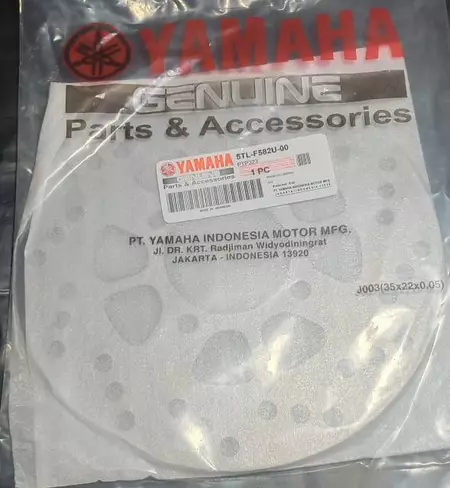 YAMAHA
GENUINE
Parts & Accessories
YAMAHA 5TL-F582U-00
GENUINE
Parts & Accessories 1 PC
PT. YAMAHA INDONESIA MOTOR MFG.
Jl. DR. KRT. Radjiman Widyodiningrat
JAKARTA - INDONESIA 13920
J003(35x22x0.05)